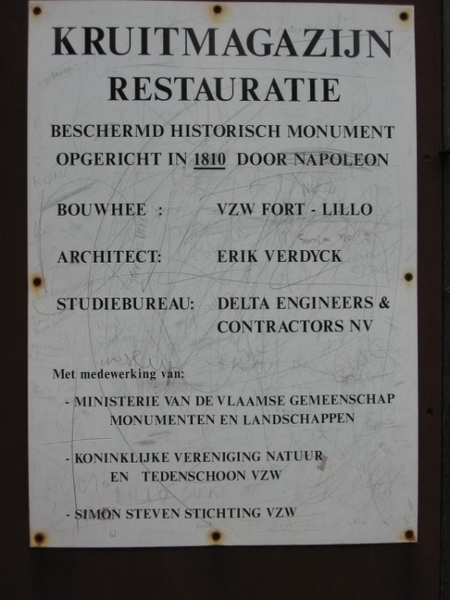 KRUITMAGAZIJN
RESTAURATIE
BESCHERMD HISTORISCH MONUMENT
OPGERICHT IN 1810 DOOR NAPOLEON
BOUWHEE : VZW FORT - LILLO
ARCHITECT: ERIK VERDYCK
STUDIEBUREAU: DELTA ENGINEERS &
CONTRACTORS NV
Met medewerking van:
- MINISTERIE VAN DE VLAAMSE GEMEENSCHAP
MONUMENTEN EN LANDSCHAPPEN
- KONINKLIJKE VERENIGING NATUUR
EN TEDENSCHOON VZW
- SIMON STEVEN STICHTING VZW